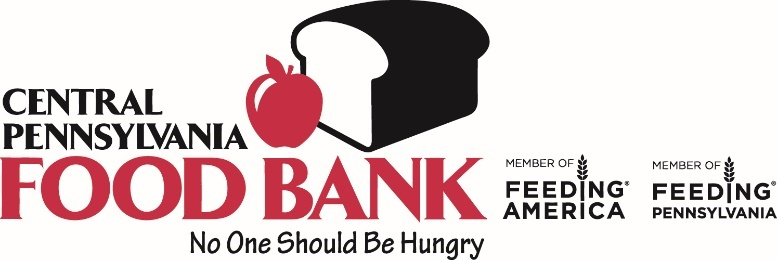 CENTRAL
PENNSYLVANIA
FOOD BANK
No One Should Be Hungry
MEMBER OF
FEEDING®
AMERICA
MEMBER OF
FEEDING®
PENNSYLVANIA